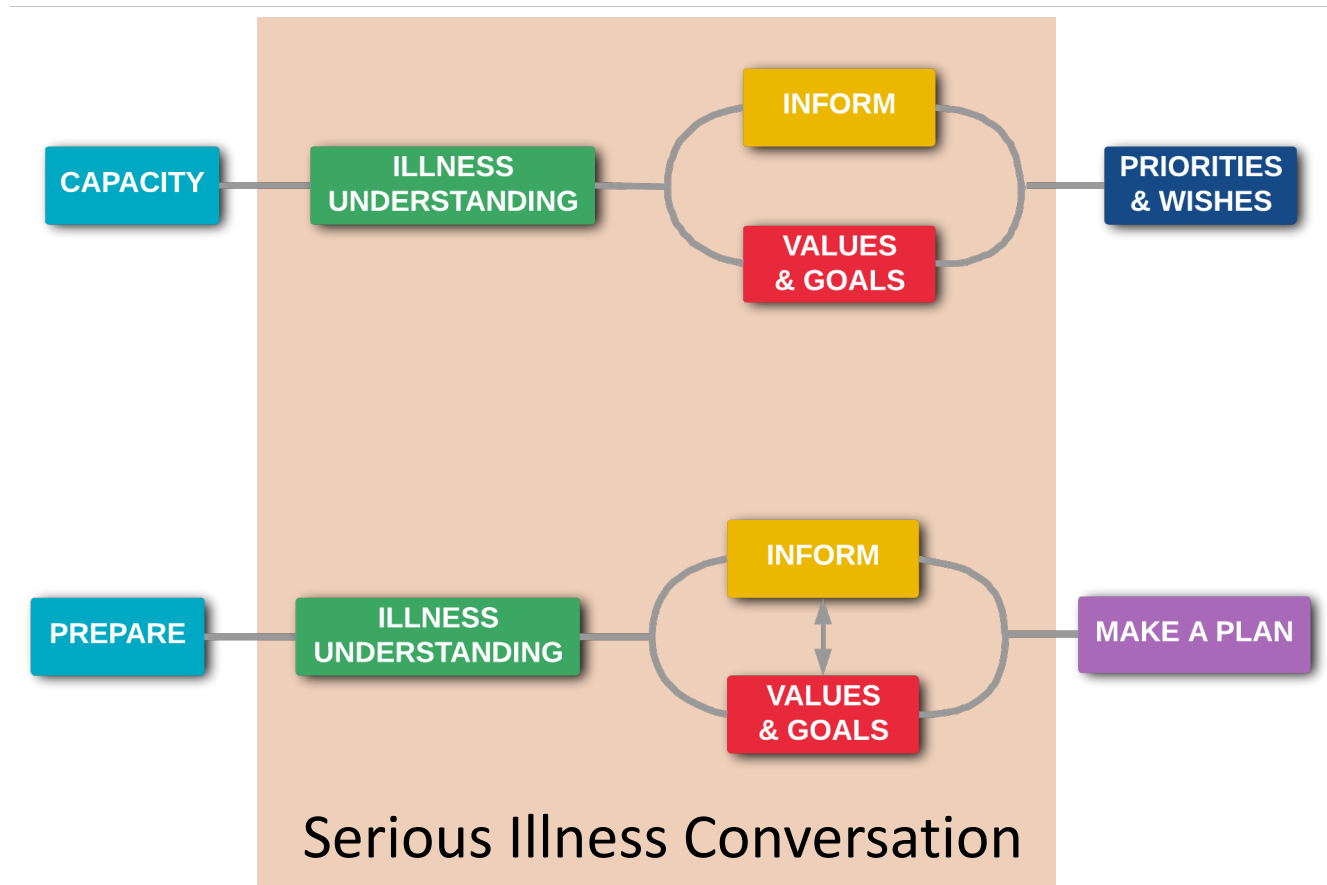 CAPACITY
ILLNESS
UNDERSTANDING
INFORM
VALUES
& GOALS
PRIORITIES
& WISHES
PREPARE
ILLNESS
UNDERSTANDING
INFORM
VALUES
& GOALS
MAKE A PLAN
Serious Illness Conversation